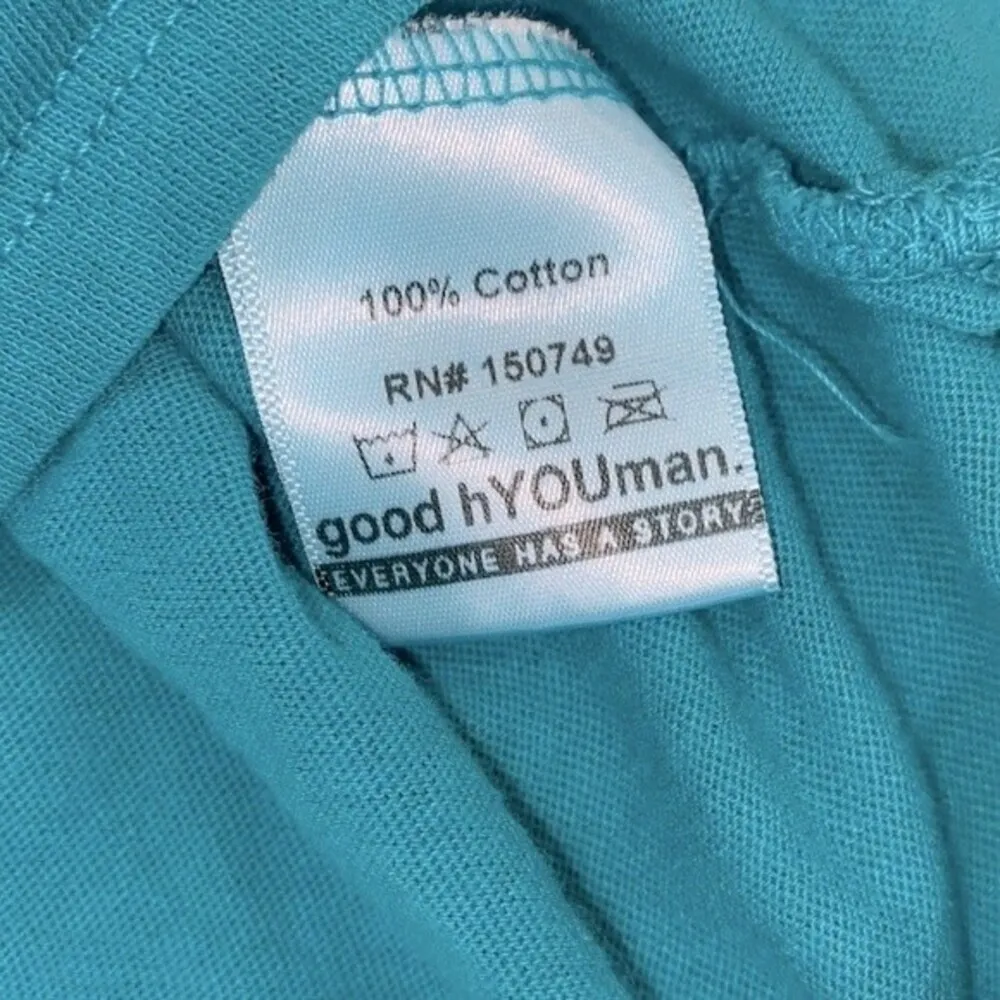 100% Cotton
RN# 150749
good hYOUman.
EVERYONE HAS A STORY